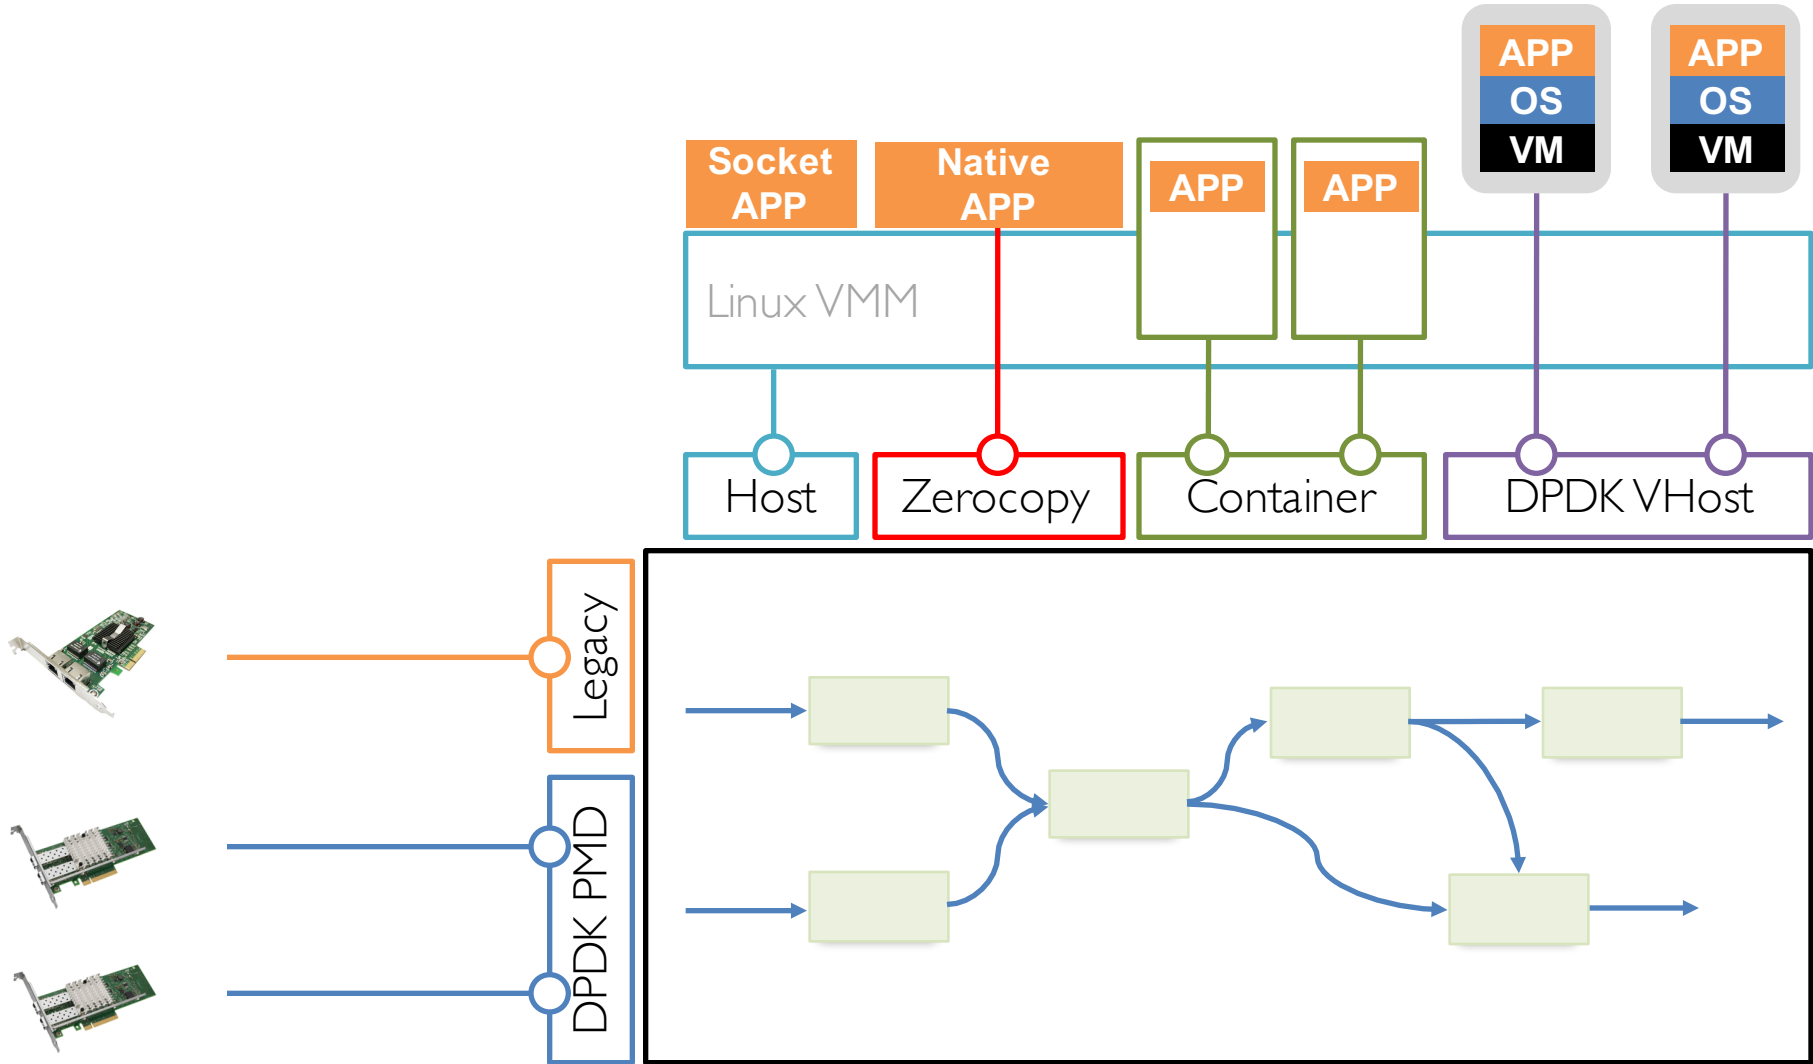 APP
OS
VM
APP
OS
VM
Socket
APP
Native
APP
APP
APP
Linux VMM
Host
Zerocopy
Container
DPDK VHost
Legacy
DPDK PMD